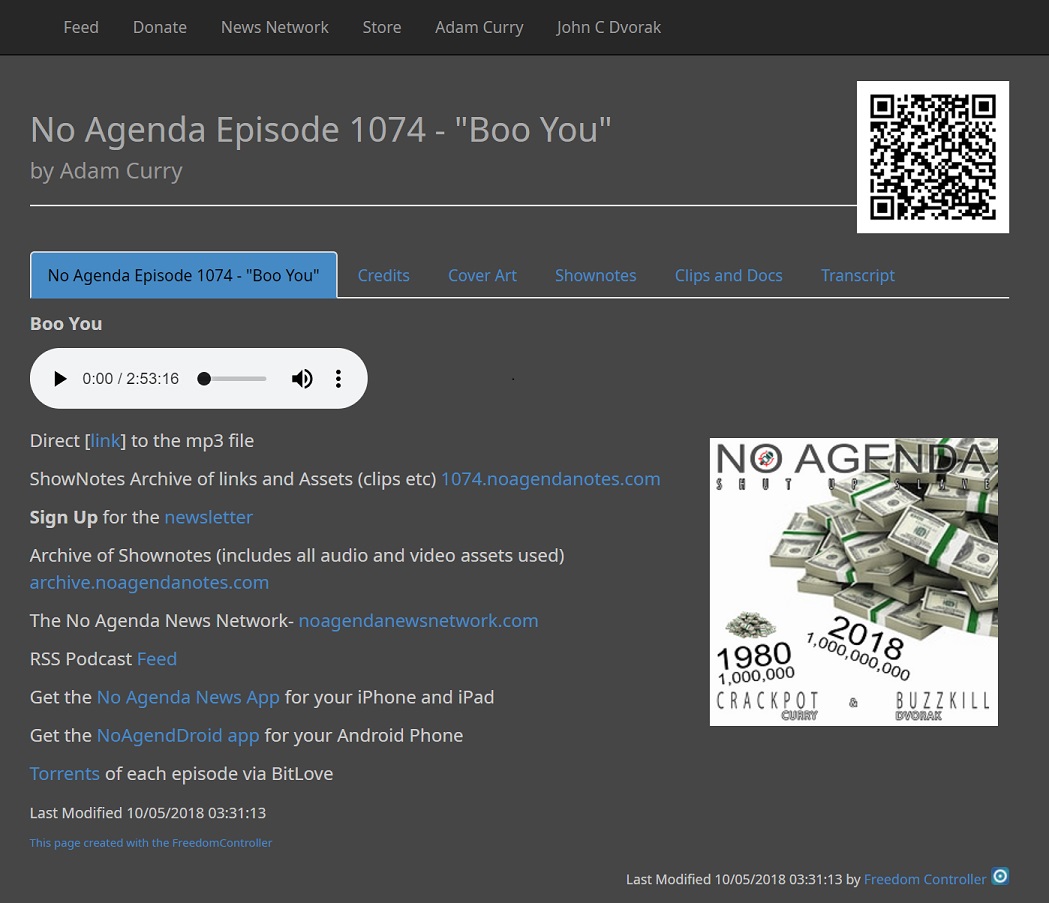 Feed Donate News Network Store Adam Curry John C Dvorak
No Agenda Episode 1074 - "Boo You"
by Adam Curry
No Agenda Episode 1074 - "Boo You" Credits Cover Art Shownotes Clips and Docs Transcript
Boo You
0:00 / 2:53:16
Direct [link] to the mp3 file
ShowNotes Archive of links and Assets (clips etc) 1074.noagendanotes.com
Sign Up for the newsletter
Archive of Shownotes (includes all audio and video assets used)
archive.noagendanotes.com
The No Agenda News Network- noagendanewsnetwork.com
RSS Podcast Feed
Get the No Agenda News App for your iPhone and iPad
Get the NoAgendDroid app for your Android Phone
Torrents of each episode via BitLove
Last Modified 10/05/2018 03:31:13
This page created with the FreedomController
NO AGENDA
SHUT UP SLAVE
1980
1,000,000
2018
1,000,000,000
CRACKPOT & BUZZKILL
CURRY DVORAK
Last Modified 10/05/2018 03:31:13 by Freedom Controller